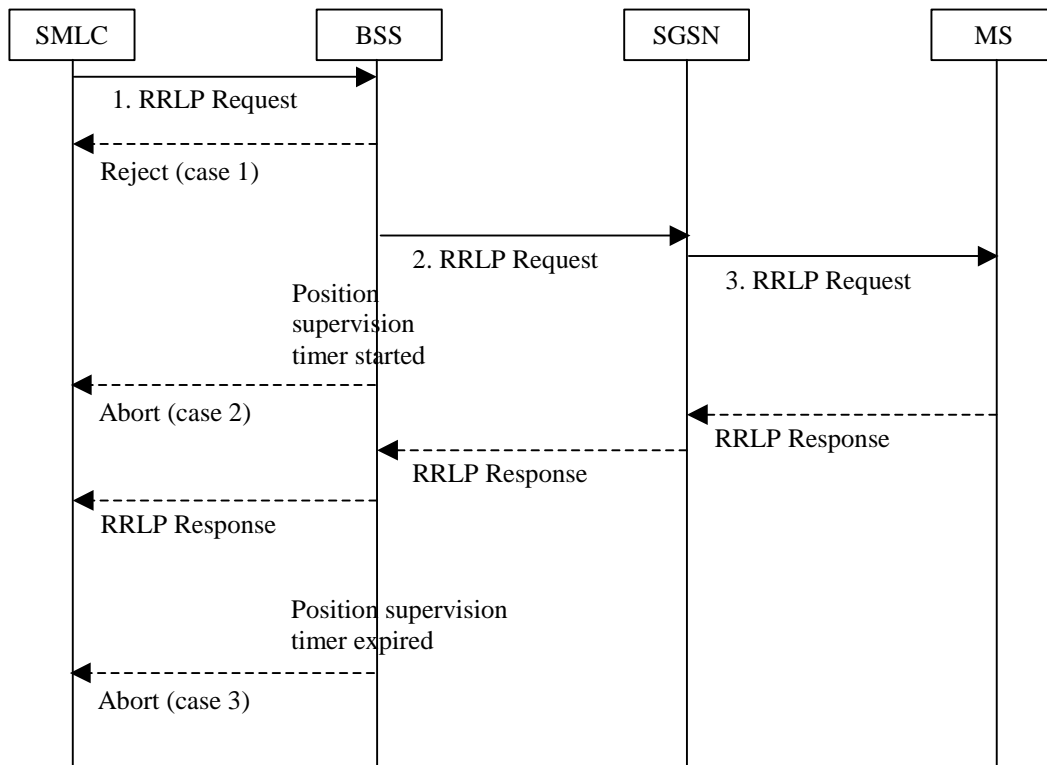 SMLC
BSS
SGSN
MS
1. RRLP Request
Reject (case 1)
2. RRLP Request
3. RRLP Request
Position
supervision
timer started
Abort (case 2)
RRLP Response
RRLP Response
RRLP Response
Position supervision
timer expired
Abort (case 3)